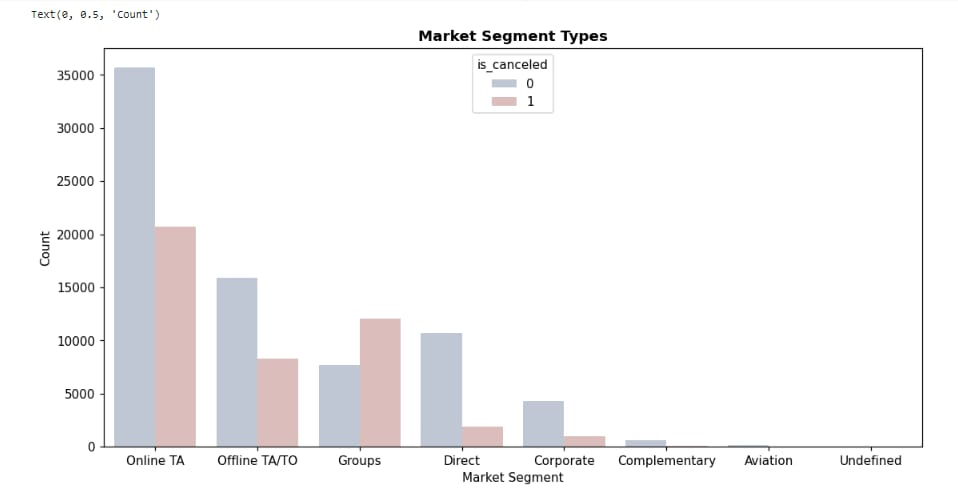 Text(0, 0.5, 'Count')
Market Segment Types
is_canceled
0
1
35000
30000
25000
20000
15000
10000
5000
0
Count
Online TA Offline TA/TO Groups Direct Corporate Complementary Aviation Undefined
Market Segment